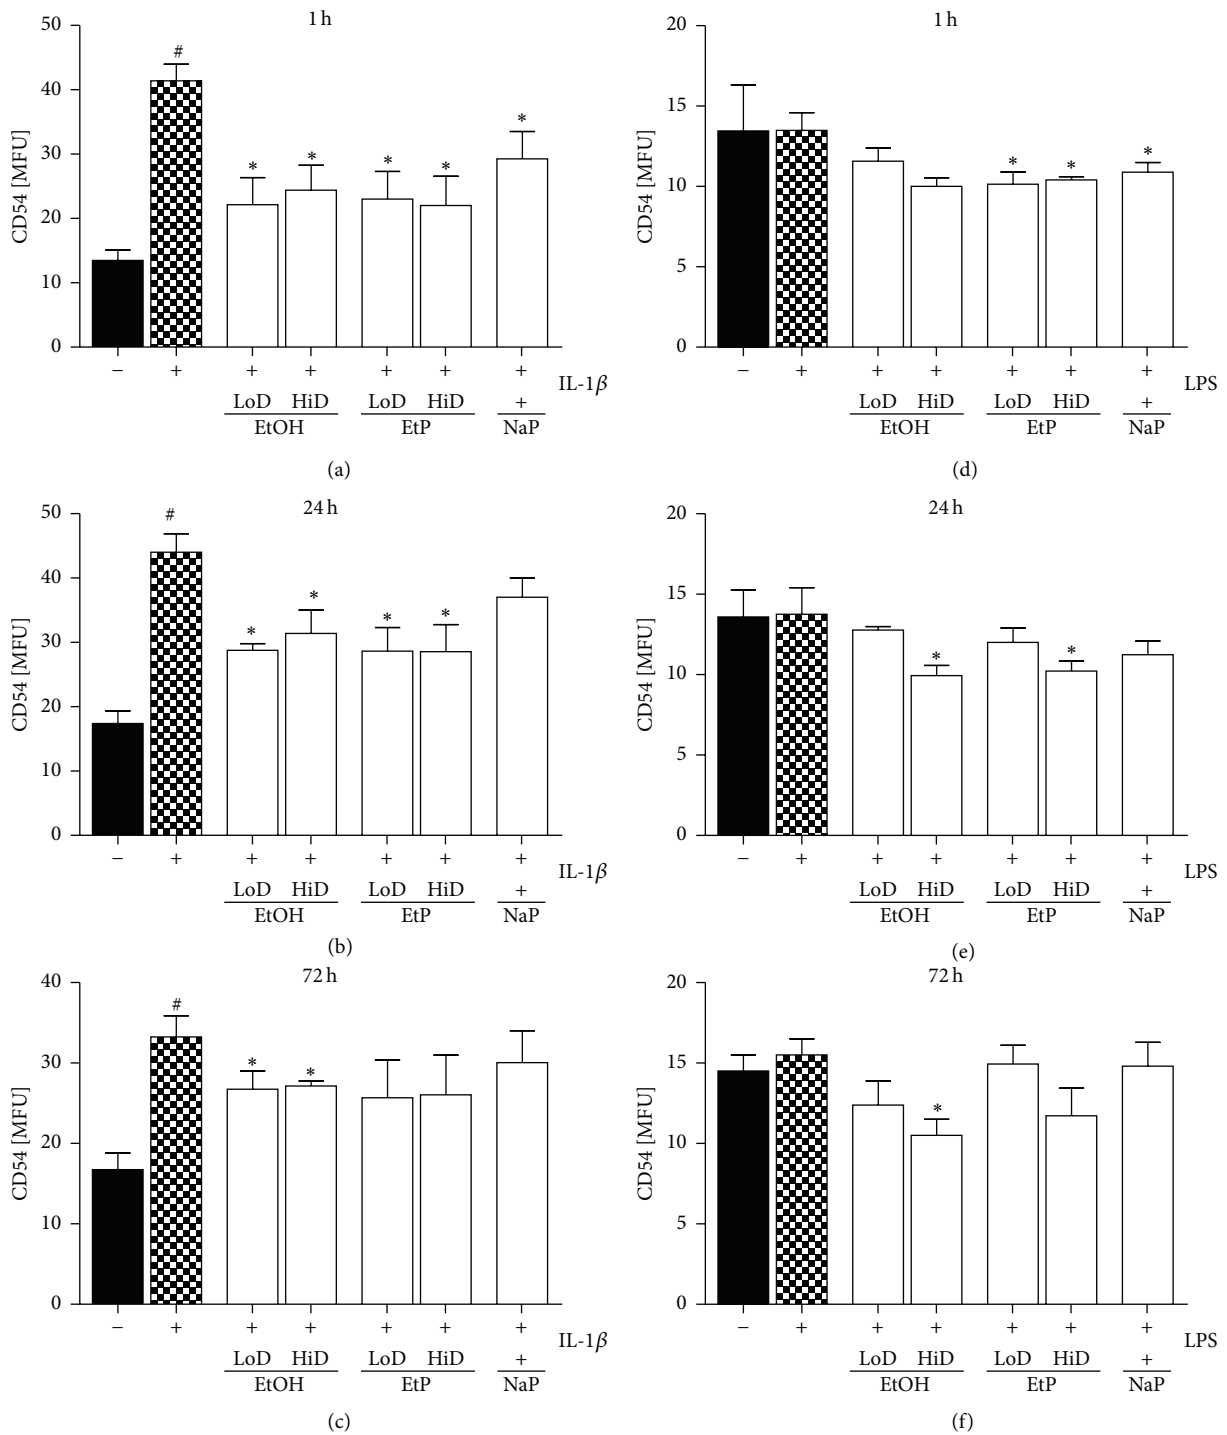 1 h
50
40
30
20
10
0
CD54 [MFU]
#
* * * * *
− + + + + + +
IL-1β
LoD HiD LoD HiD +
EtOH EtP NaP
(a)
1 h
20
15
10
5
0
CD54 [MFU]
* * *
− + + + + + +
LPS
LoD HiD LoD HiD +
EtOH EtP NaP
(d)
24 h
50
40
30
20
10
0
CD54 [MFU]
#
* * * *
− + + + + + +
IL-1β
LoD HiD LoD HiD +
EtOH EtP NaP
(b)
24 h
20
15
10
5
0
CD54 [MFU]
* *
− + + + + + +
LPS
LoD HiD LoD HiD +
EtOH EtP NaP
(e)
72 h
40
30
20
10
0
CD54 [MFU]
#
* *
− + + + + + +
IL-1β
LoD HiD LoD HiD +
EtOH EtP NaP
(c)
72 h
20
15
10
5
0
CD54 [MFU]
*
− + + + + + +
LPS
LoD HiD LoD HiD +
EtOH EtP NaP
(f)